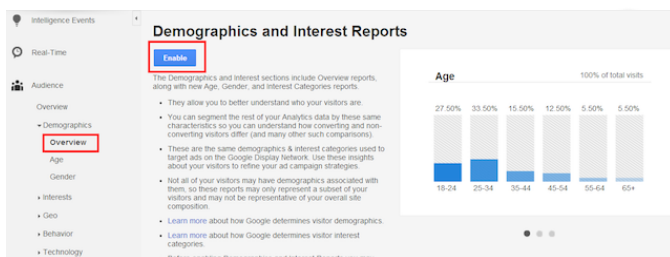 Intelligence Events
Real-Time
Audience
Overview
Demographics
Overview
Age
Gender
Interests
Geo
Behavior
Technology
Demographics and Interest Reports
Enable
The Demographics and Interest sections include Overview reports,
along with new Age, Gender, and Interest Categories reports.
• They allow you to better understand who your visitors are.
• You can segment the rest of your Analytics data by these same
characteristics so you can understand how converting and non-
converting visitors differ (and many other such comparisons).
• These are the same demographics & interest categories used to
target ads on the Google Display Network. Use these insights
about your visitors to refine your ad campaign strategies.
• Not all of your visitors may have demographics associated with
them, so these reports may only represent a subset of your
visitors and may not be representative of your overall site
composition.
• Learn more about how Google determines visitor demographics.
• Learn more about how Google determines visitor interest
categories.
Age
100% of total visits
27.50% 33.50% 15.50% 12.50% 5.50% 5.50%
18-24 25-34 35-44 45-54 55-64 65+